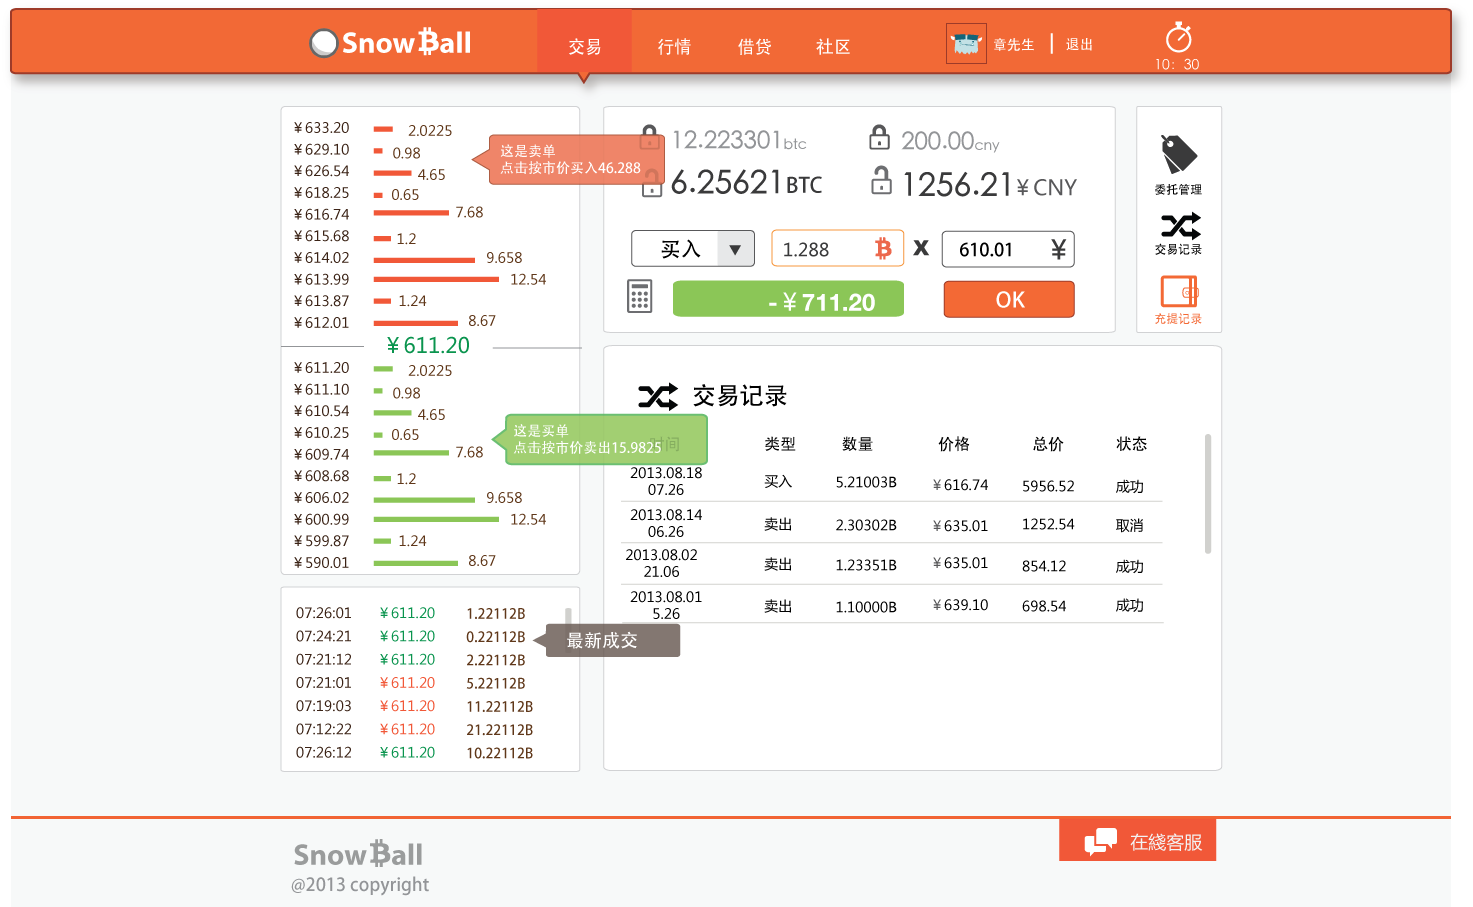 SnowBall
交易
行情
借贷
社区
章先生
退出
10: 30
¥633.20 2.0225
¥629.10 0.98
¥626.54 4.65
¥618.25 0.65
¥616.74 7.68
¥615.68 1.2
¥614.02 9.658
¥613.99 12.54
¥613.87 1.24
¥612.01 8.67
这是卖单
点击按市价买入46.288
¥611.20
¥611.20 2.0225
¥611.10 0.98
¥610.54 4.65
¥610.25 0.65
¥609.74 7.68
¥608.68 1.2
¥606.02 9.658
¥600.99 12.54
¥599.87 1.24
¥590.01 8.67
这是买单
点击按市价卖出15.9825
07:26:01 ¥611.20 1.22112B
07:24:21 ¥611.20 0.22112B
07:21:12 ¥611.20 2.22112B
07:21:01 ¥611.20 5.22112B
07:19:03 ¥611.20 11.22112B
07:12:22 ¥611.20 21.22112B
07:26:12 ¥611.20 10.22112B
最新成交
12.223301btc
200.00cny
6.25621BTC
1256.21¥CNY
买入 ▼
1.288
X
610.01 ¥
-¥711.20
OK
委托管理
交易记录
充提记录
交易记录
时间 类型 数量 价格 总价 状态
2013.08.18 07.26 买入 5.21003B ¥616.74 5956.52 成功
2013.08.14 06.26 卖出 2.30302B ¥635.01 1252.54 取消
2013.08.02 21.06 卖出 1.23351B ¥635.01 854.12 成功
2013.08.01 5.26 卖出 1.10000B ¥639.10 698.54 成功
在綫客服
SnowBall
@2013 copyright